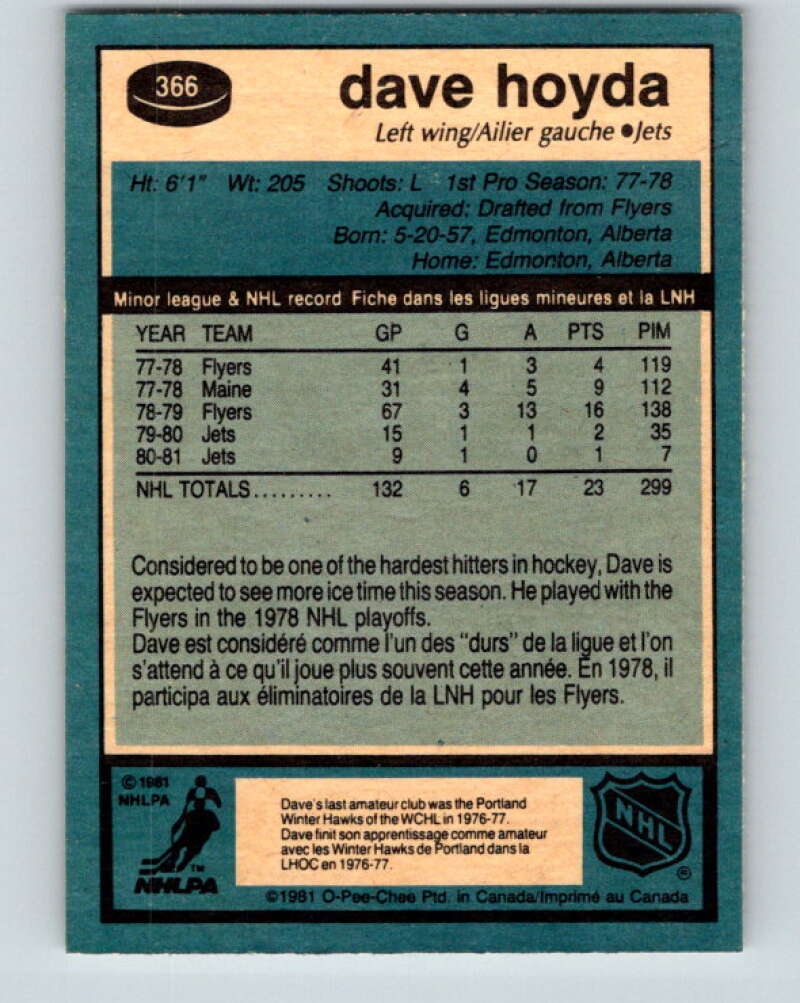 366
dave hoyda
Left wing/Ailier gauche ●Jets
Ht: 6'1" Wt: 205 Shoots: L 1st Pro Season: 77-78
Acquired: Drafted from Flyers
Born: 5-20-57, Edmonton, Alberta
Home: Edmonton, Alberta
Minor league & NHL record Fiche dans les ligues mineures et la LNH
YEAR TEAM GP G A PTS PIM
77-78 Flyers 41 1 3 4 119
77-78 Maine 31 4 5 9 112
78-79 Flyers 67 3 13 16 138
79-80 Jets 15 1 1 2 35
80-81 Jets 9 1 0 1 7
NHL TOTALS......... 132 6 17 23 299
Considered to be one of the hardest hitters in hockey, Dave is
expected to see more ice time this season. He played with the
Flyers in the 1978 NHL playoffs.
Dave est considéré comme l'un des "durs" de la ligue et l'on
s'attend à ce qu'il joue plus souvent cette année. En 1978, il
participa aux éliminatoires de la LNH pour les Flyers.
© 1981
NHLPA
TM
NHLPA
Dave's last amateur club was the Portland
Winter Hawks of the WCHL in 1976-77.
Dave finit son apprentissage comme amateur
avec les Winter Hawks de Portland dans la
LHOC en 1976-77.
NHL
®
©1981 O-Pee-Chee Ptd. in Canada/Imprimé au Canada